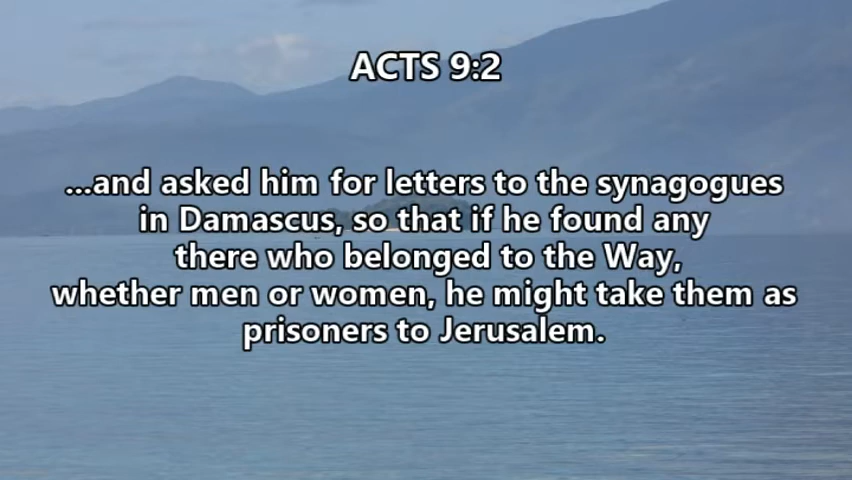 ACTS 9:2
...and asked him for letters to the synagogues
in Damascus, so that if he found any
there who belonged to the Way,
whether men or women, he might take them as
prisoners to Jerusalem.